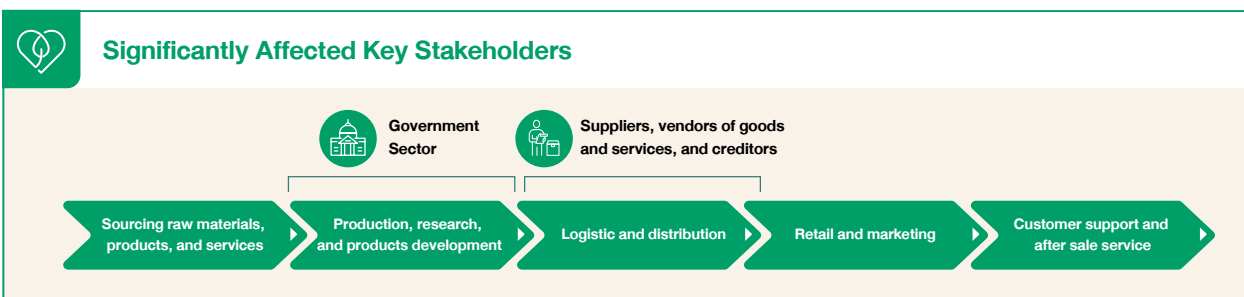 Significantly Affected Key Stakeholders
Government
Sector
Suppliers, vendors of goods
and services, and creditors
Sourcing raw materials,
products, and services
Production, research,
and products development
Logistic and distribution
Retail and marketing
Customer support and
after sale service